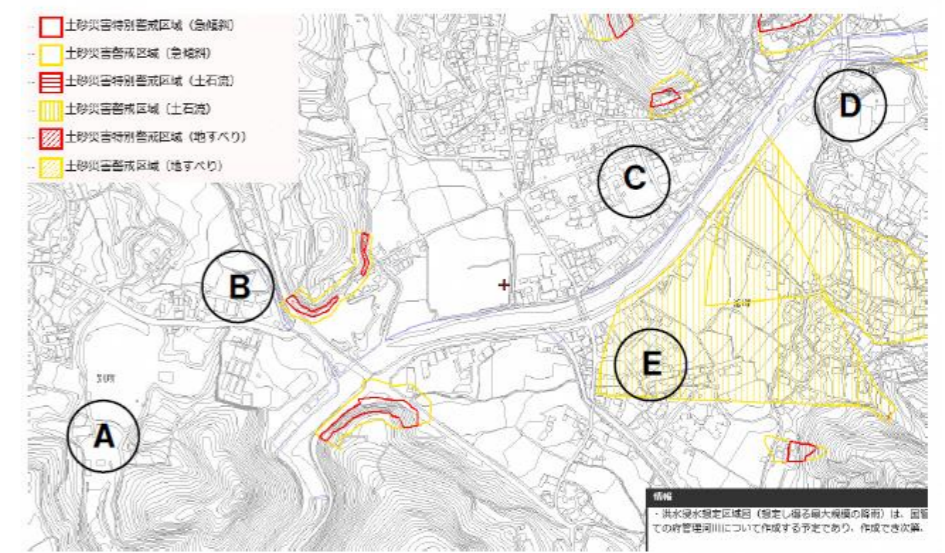 土砂災害特別警戒区域（急傾斜）
土砂災害警戒区域（急傾斜）
土砂災害特別警戒区域（土石流）
土砂災害警戒区域（土石流）
土砂災害特別警戒区域（地すべり）
土砂災害警戒区域（地すべり）
D
C
B
E
A
情報
・洪水浸水想定区域図（想定し得る最大規模の降雨）は、国管
ての府管理河川について作成する予定であり、作成でき次第、